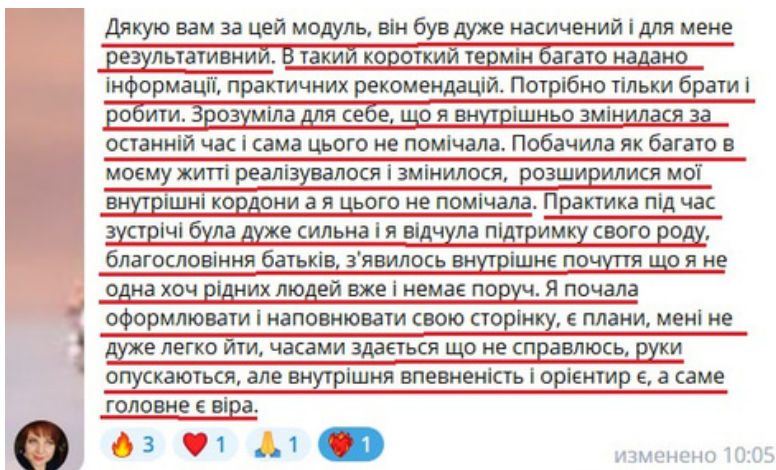 Дякую вам за цей модуль, він був дуже насичений і для мене
результативний. В такий короткий термін багато надано
інформації, практичних рекомендацій. Потрібно тільки брати і
робити. Зрозуміла для себе, що я внутрішньо змінилася за
останній час і сама цього не помічала. Побачила як багато в
моєму житті реалізувалося і змінилося, розширилися мої
внутрішні кордони а я цього не помічала. Практика під час
зустрічі була дуже сильна і я відчула підтримку свого роду,
благословіння батьків, з'явилось внутрішнє почуття що я не
одна хоч рідних людей вже і немає поруч. Я почала
оформлювати і наповнювати свою сторінку, є плани, мені не
дуже легко йти, часами здається що не справлюсь, руки
опускаються, але внутрішня впевненість і орієнтир є, а саме
головне є віра.
🔥 3 ❤️ 1 🙏 1 ❤️‍🔥 1
изменено 10:05